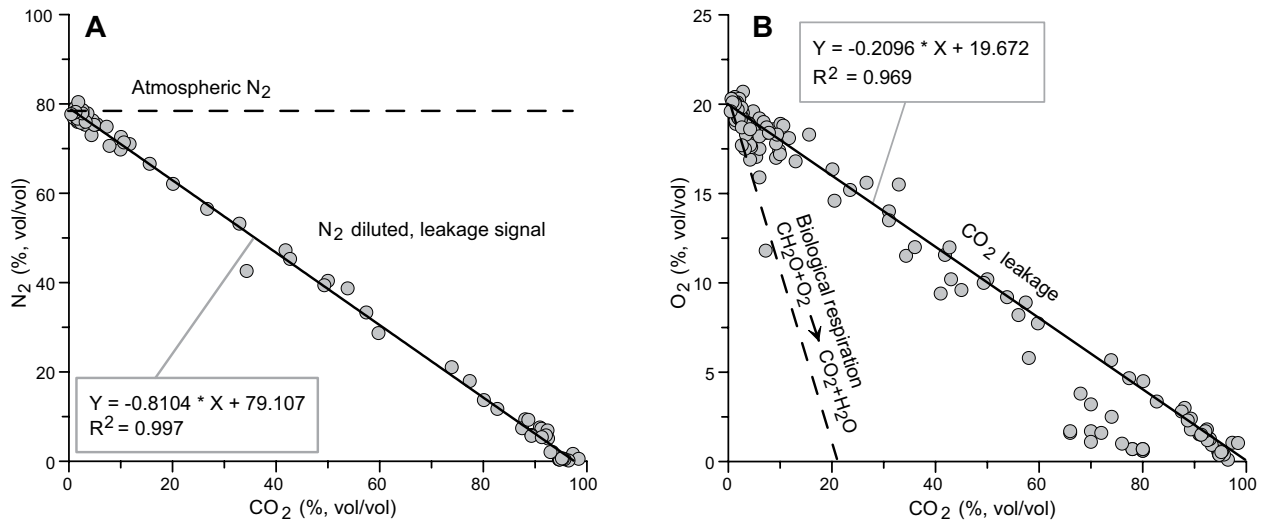 A
100
80
60
40
20
0
N2 (%, vol/vol)
Atmospheric N2
N2 diluted, leakage signal
Y = -0.8104 * X + 79.107
R2 = 0.997
0 20 40 60 80 100
CO2 (%, vol/vol)
B
25
20
15
10
5
0
O2 (%, vol/vol)
Y = -0.2096 * X + 19.672
R2 = 0.969
CO2 leakage
Biological respiration
CH2O+O2 → CO2+H2O
0 20 40 60 80 100
CO2 (%, vol/vol)